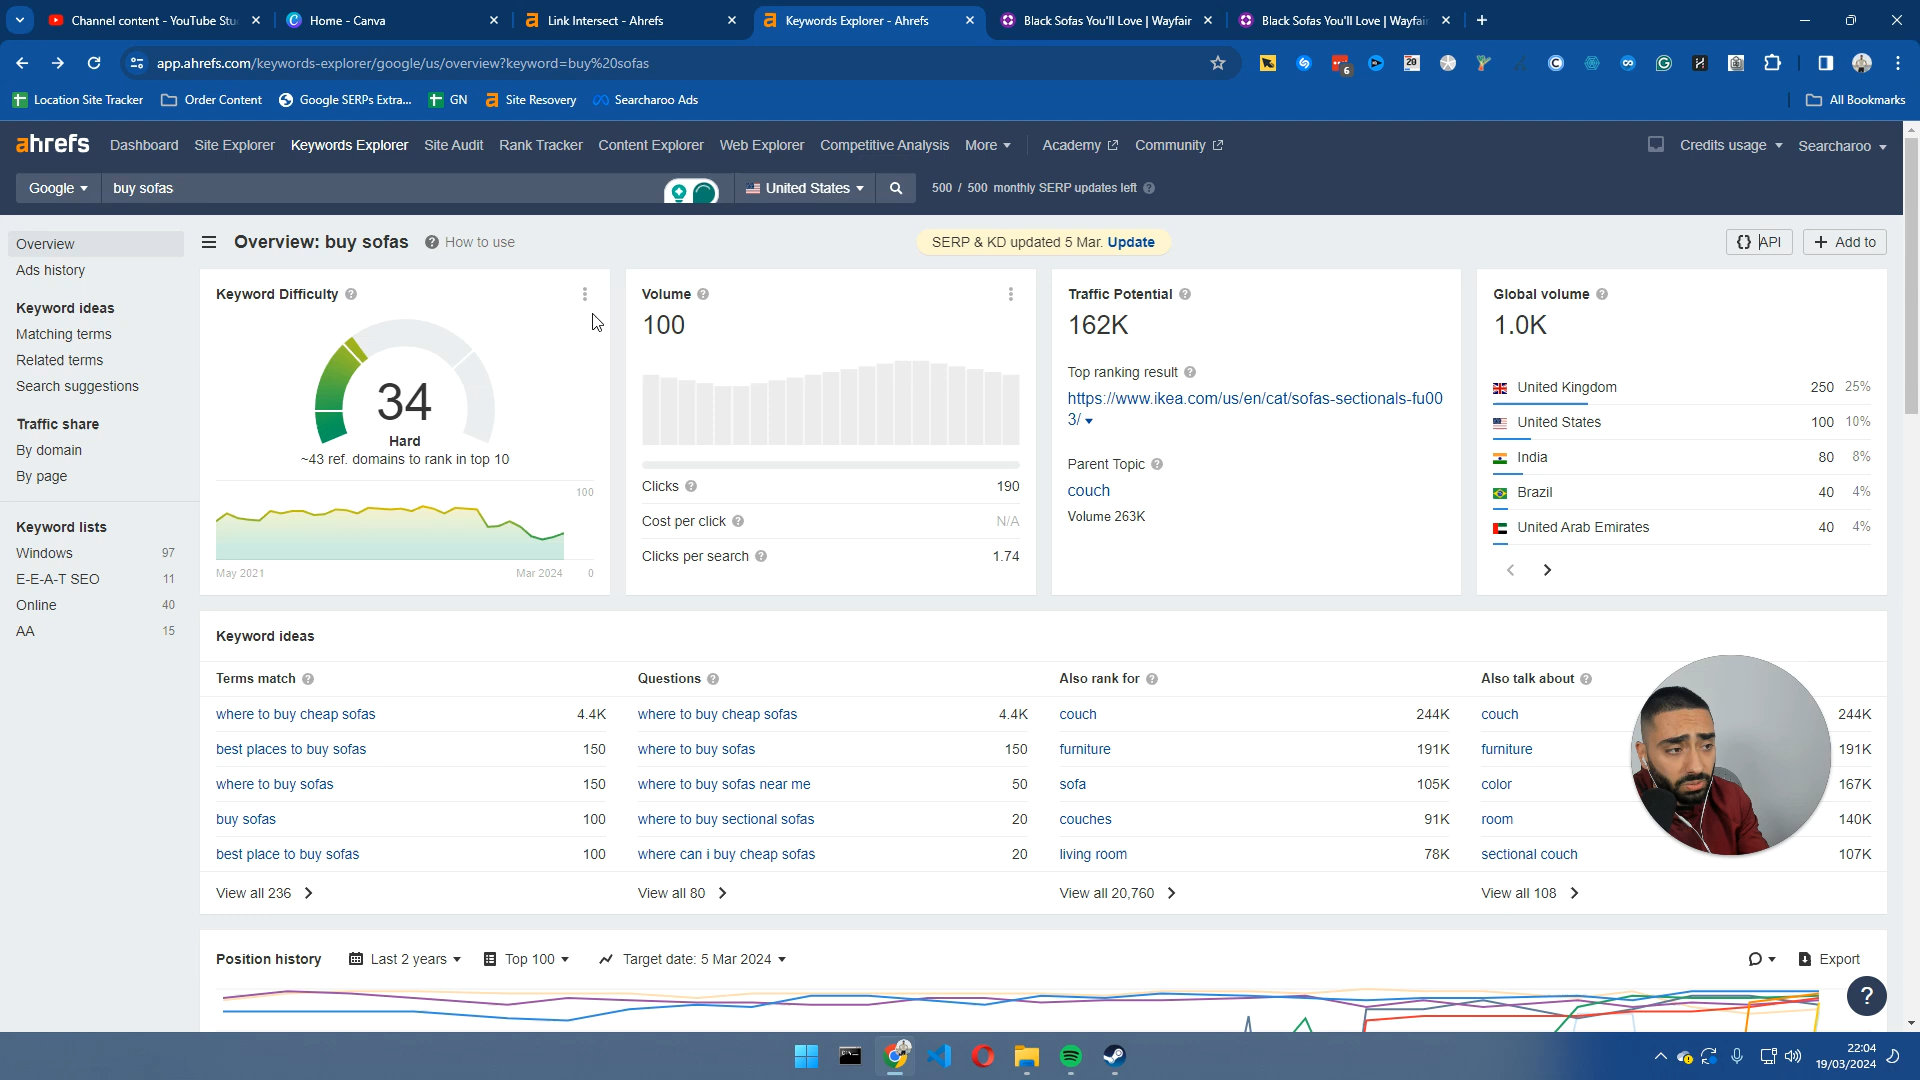 Channel content - YouTube Stu
Home - Canva
Link Intersect - Ahrefs
Keywords Explorer - Ahrefs
Black Sofas You'll Love | Wayfair
Black Sofas You'll Love | Wayfai
app.ahrefs.com/keywords-explorer/google/us/overview?keyword=buy%20sofas
Location Site Tracker
Order Content
Google SERPs Extra...
GN
Site Recovery
Searcharoo Ads
All Bookmarks
ahrefs
Dashboard
Site Explorer
Keywords Explorer
Site Audit
Rank Tracker
Content Explorer
Web Explorer
Competitive Analysis
More
Academy
Community
Credits usage
Searcharoo
Google
buy sofas
United States
500 / 500 monthly SERP updates left
Overview
Ads history
Keyword ideas
Matching terms
Related terms
Search suggestions
Traffic share
By domain
By page
Keyword lists
Windows 97
E-E-A-T SEO 11
Online 40
AA 15
Overview: buy sofas
How to use
SERP & KD updated 5 Mar. Update
API
Add to
Keyword Difficulty
34
Hard
~43 ref. domains to rank in top 10
100
May 2021
Mar 2024
0
Volume
100
Clicks 190
Cost per click N/A
Clicks per search 1.74
Traffic Potential
162K
Top ranking result
https://www.ikea.com/us/en/cat/sofas-sectionals-fu00
3/
Parent Topic
couch
Volume 263K
Global volume
1.0K
United Kingdom 250 25%
United States 100 10%
India 80 8%
Brazil 40 4%
United Arab Emirates 40 4%
Keyword ideas
Terms match
where to buy cheap sofas 4.4K
best places to buy sofas 150
where to buy sofas 150
buy sofas 100
best place to buy sofas 100
View all 236
Questions
where to buy cheap sofas 4.4K
where to buy sofas 150
where to buy sofas near me 50
where to buy sectional sofas 20
where can i buy cheap sofas 20
View all 80
Also rank for
couch 244K
furniture 191K
sofa 105K
couches 91K
living room 78K
View all 20,760
Also talk about
couch 244K
furniture 191K
color 167K
room 140K
sectional couch 107K
View all 108
Position history
Last 2 years
Top 100
Target date: 5 Mar 2024
Export
?
22:04
19/03/2024